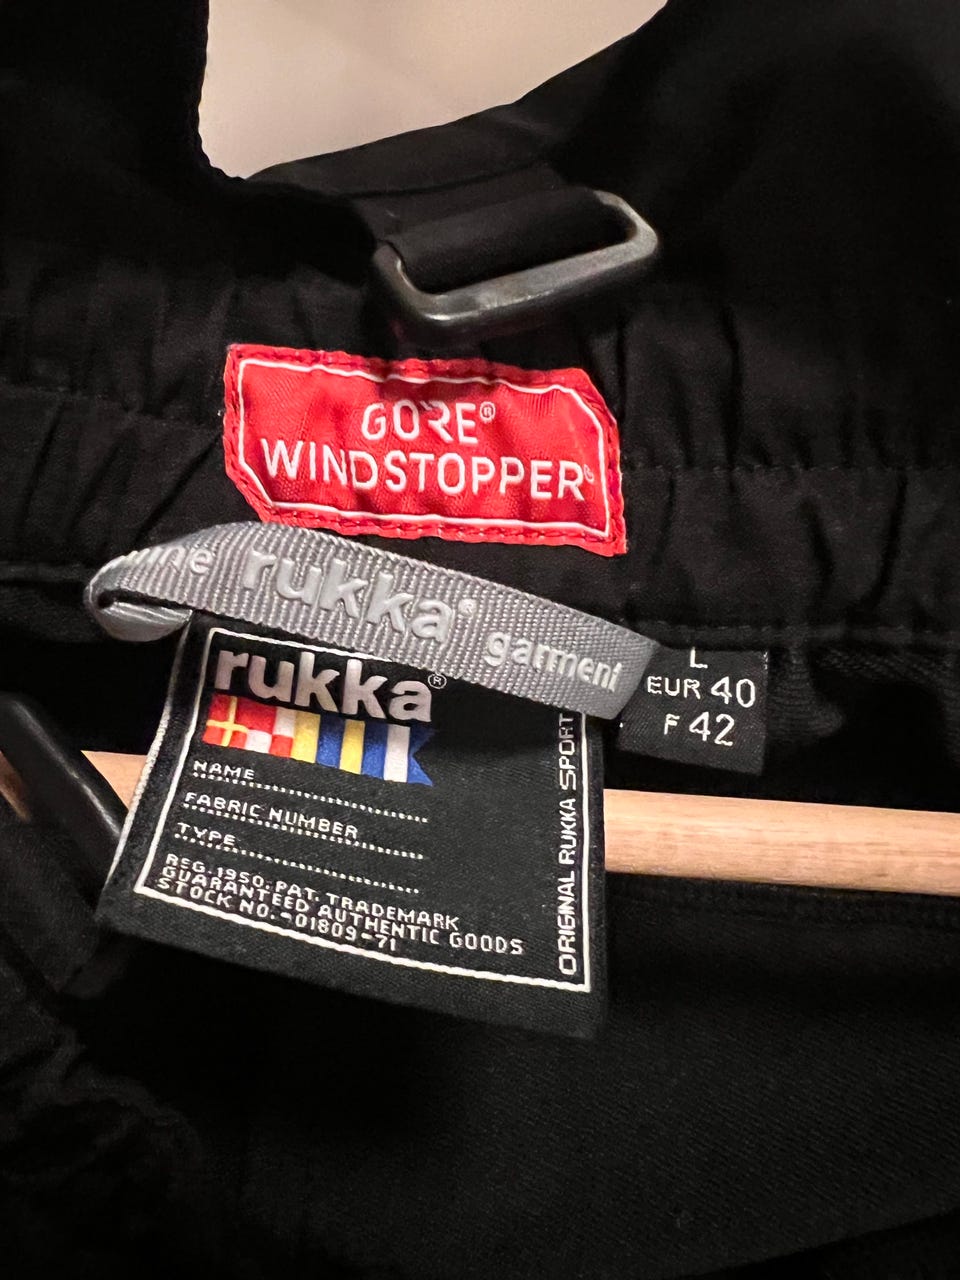 GORE®
WINDSTOPPER®
rukka® garment
L
EUR 40
F 42
rukka®
NAME
FABRIC NUMBER
TYPE
REG. 1950. PAT. TRADEMARK
GUARANTEED AUTHENTIC GOODS
STOCK NO.-01809-71
ORIGINAL RUKKA SPORT